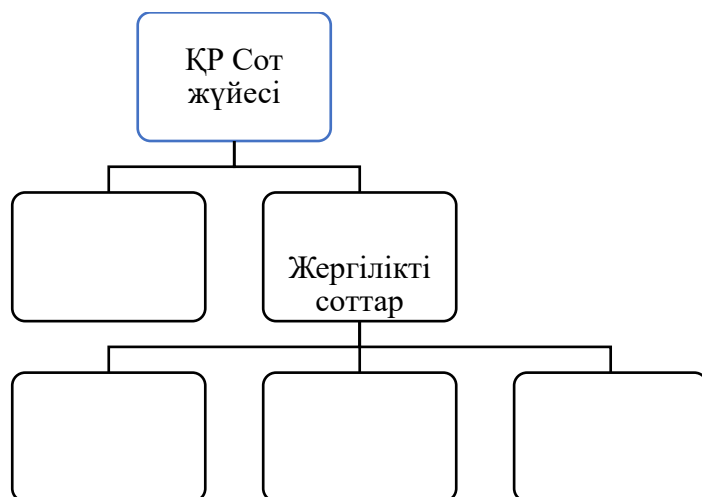 ҚР Сот
жүйесі
Жергілікті
соттар